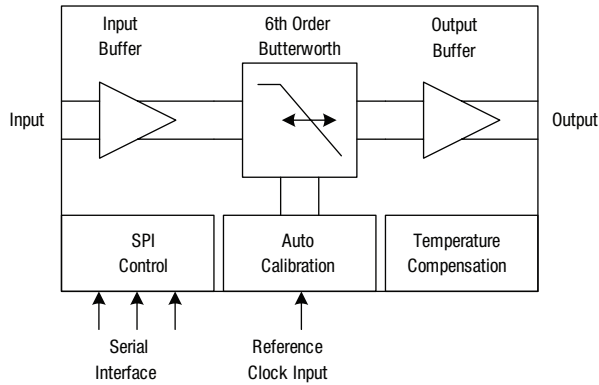 Input
Buffer
6th Order
Butterworth
Output
Buffer
Input
Output
SPI
Control
Auto
Calibration
Temperature
Compensation
Serial
Interface
Reference
Clock Input